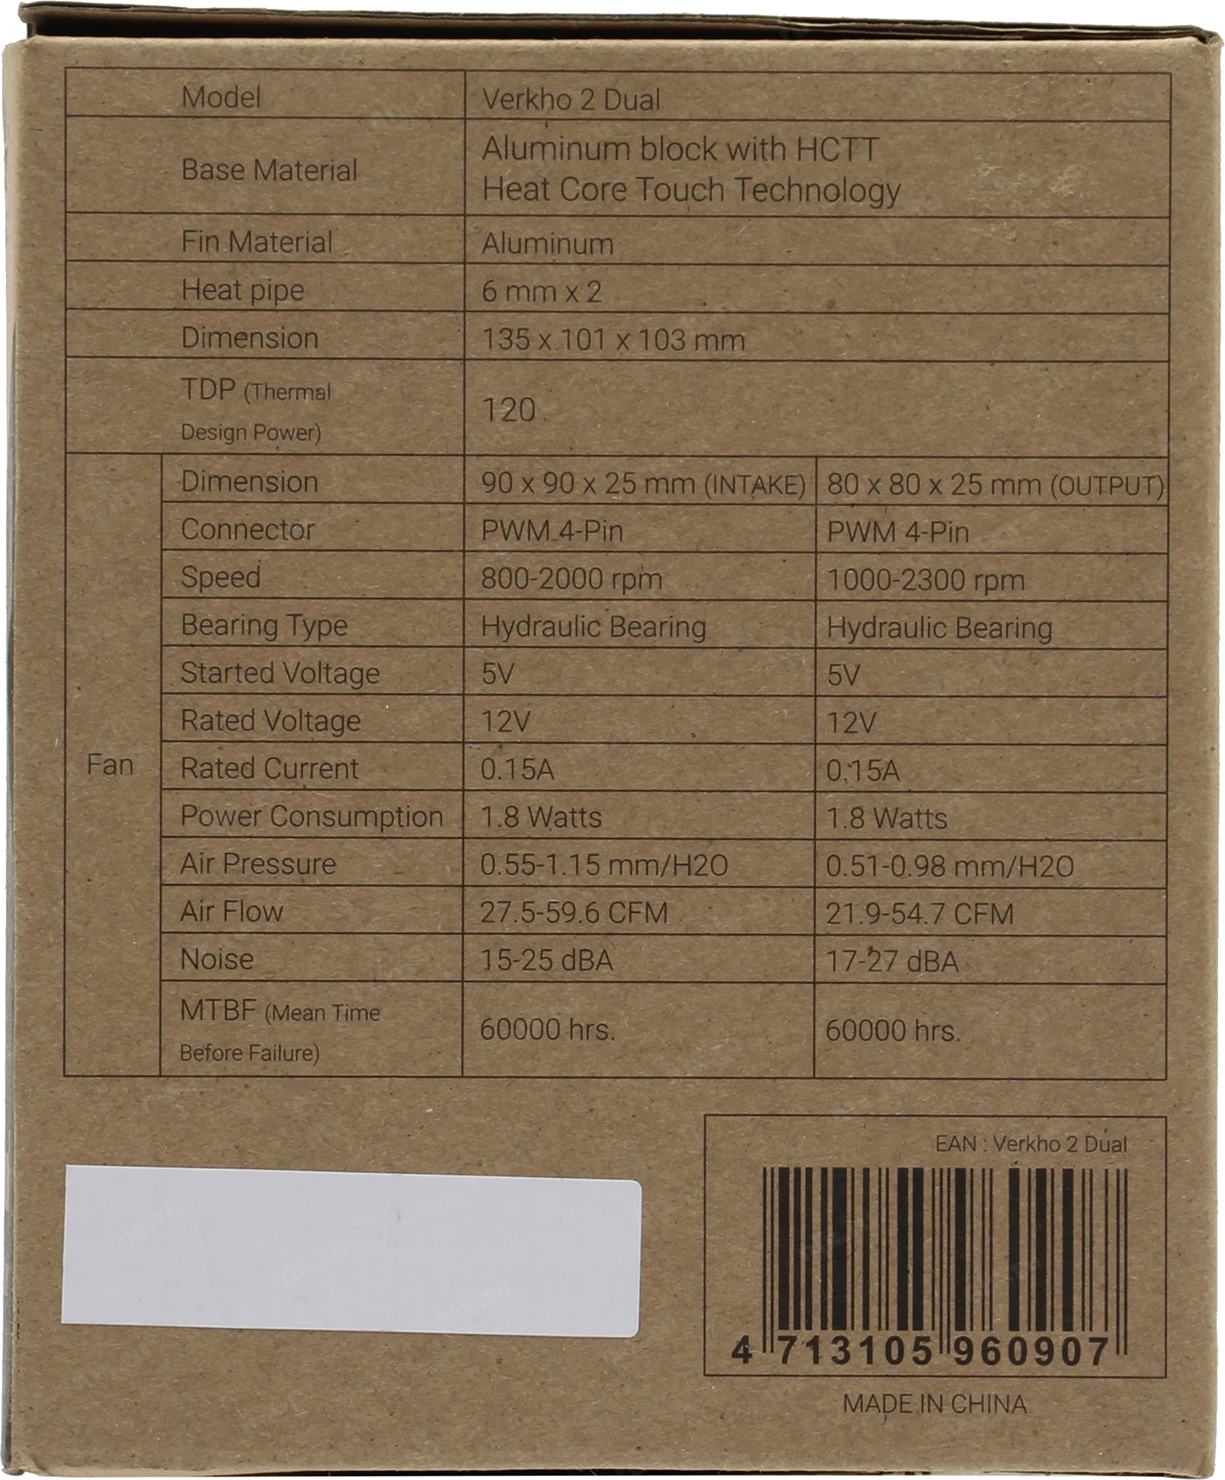 Model Verkho 2 Dual
Base Material Aluminum block with HCTT
Heat Core Touch Technology
Fin Material Aluminum
Heat pipe 6 mm x 2
Dimension 135 x 101 x 103 mm
TDP (Thermal
Design Power) 120
Fan
Dimension 90 x 90 x 25 mm (INTAKE) 80 x 80 x 25 mm (OUTPUT)
Connector PWM 4-Pin PWM 4-Pin
Speed 800-2000 rpm 1000-2300 rpm
Bearing Type Hydraulic Bearing Hydraulic Bearing
Started Voltage 5V 5V
Rated Voltage 12V 12V
Rated Current 0.15A 0.15A
Power Consumption 1.8 Watts 1.8 Watts
Air Pressure 0.55-1.15 mm/H2O 0.51-0.98 mm/H2O
Air Flow 27.5-59.6 CFM 21.9-54.7 CFM
Noise 15-25 dBA 17-27 dBA
MTBF (Mean Time
Before Failure) 60000 hrs. 60000 hrs.
EAN : Verkho 2 Dual
4 713105 960907
MADE IN CHINA